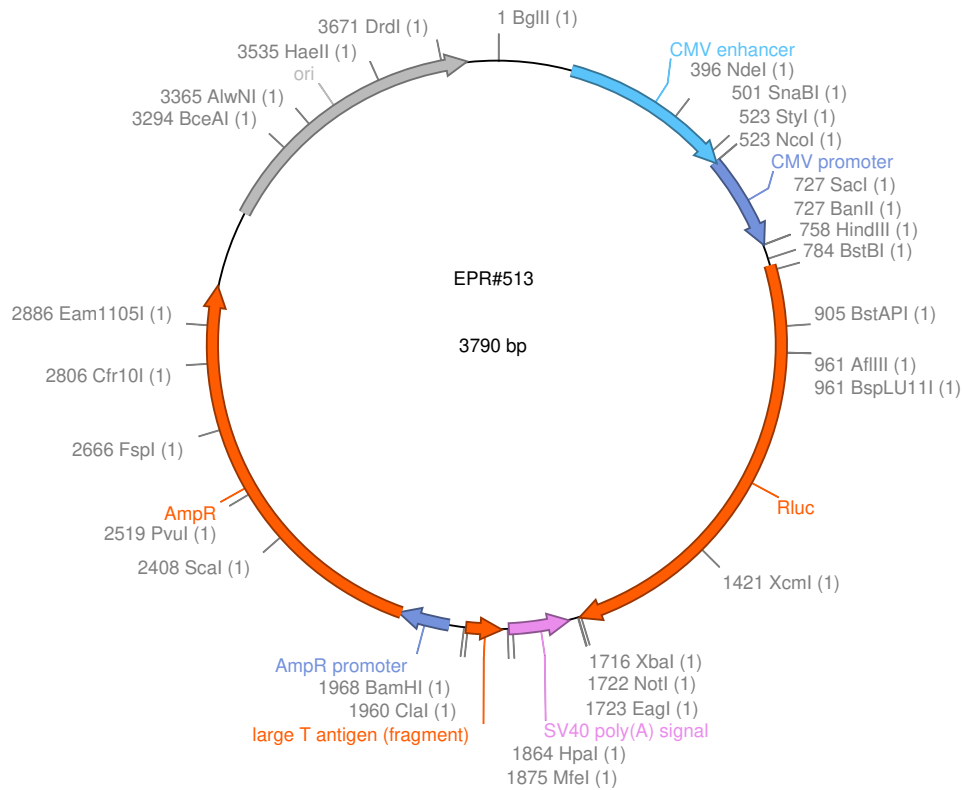 1 BglII (1)
CMV enhancer
396 NdeI (1)
501 SnaBI (1)
523 StyI (1)
523 NcoI (1)
CMV promoter
727 SacI (1)
727 BanII (1)
758 HindIII (1)
784 BstBI (1)
905 BstAPI (1)
961 AflIII (1)
961 BspLU11I (1)
Rluc
1421 XcmI (1)
1716 XbaI (1)
1722 NotI (1)
1723 EagI (1)
SV40 poly(A) signal
1864 HpaI (1)
1875 MfeI (1)
large T antigen (fragment)
1960 ClaI (1)
1968 BamHI (1)
AmpR promoter
2408 ScaI (1)
2519 PvuI (1)
AmpR
2666 FspI (1)
2806 Cfr10I (1)
2886 Eam1105I (1)
3294 BceAI (1)
3365 AlwNI (1)
ori
3535 HaeII (1)
3671 DrdI (1)
EPR#513
3790 bp